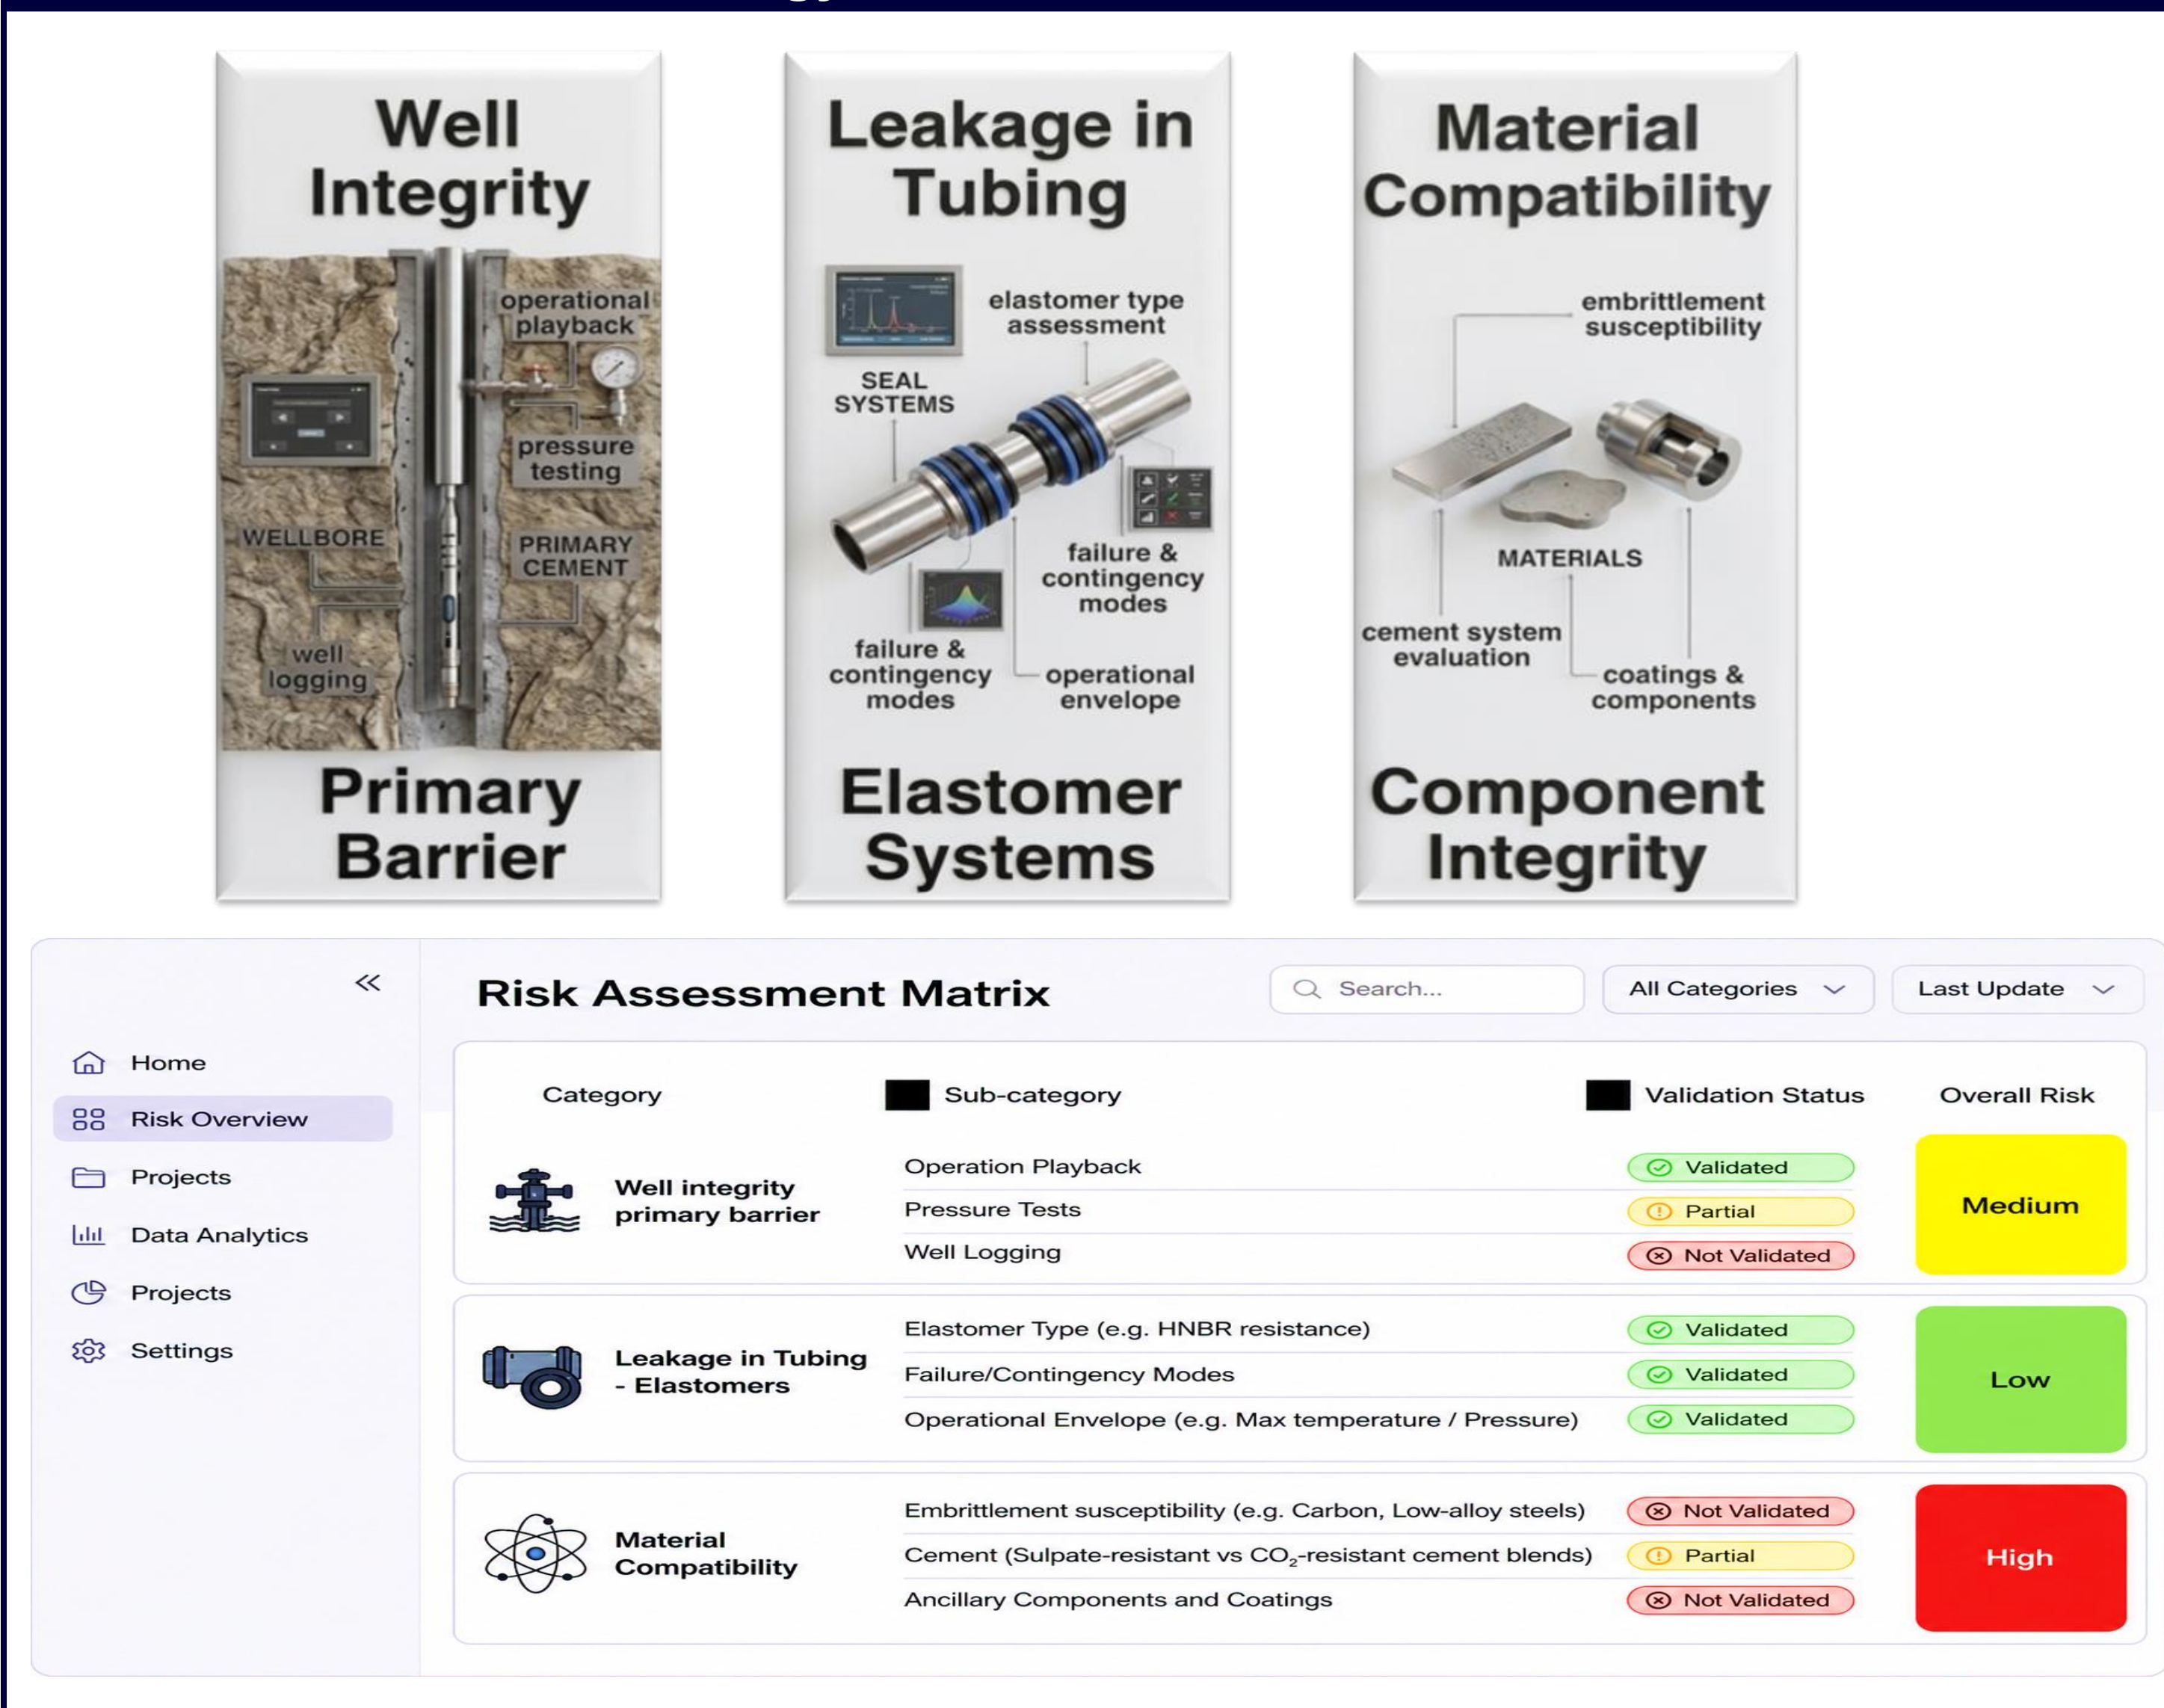 Well
Integrity
operational
playback
pressure
testing
WELLBORE
PRIMARY
CEMENT
well
logging
Primary
Barrier
Leakage in
Tubing
elastomer type
assessment
SEAL
SYSTEMS
failure &
contingency
modes
failure &
contingency
modes
operational
envelope
Elastomer
Systems
Material
Compatibility
embrittlement
susceptibility
MATERIALS
cement system
evaluation
coatings &
components
Component
Integrity
Home
Risk Overview
Projects
Data Analytics
Projects
Settings
Risk Assessment Matrix
Search...
All Categories
Last Update
Category Sub-category Validation Status Overall Risk
Well integrity
primary barrier
Operation Playback Validated
Pressure Tests Partial
Well Logging Not Validated
Medium
Leakage in Tubing
- Elastomers
Elastomer Type (e.g. HNBR resistance) Validated
Failure/Contingency Modes Validated
Operational Envelope (e.g. Max temperature / Pressure) Validated
Low
Material
Compatibility
Embrittlement susceptibility (e.g. Carbon, Low-alloy steels) Not Validated
Cement (Sulpate-resistant vs CO₂-resistant cement blends) Partial
Ancillary Components and Coatings Not Validated
High